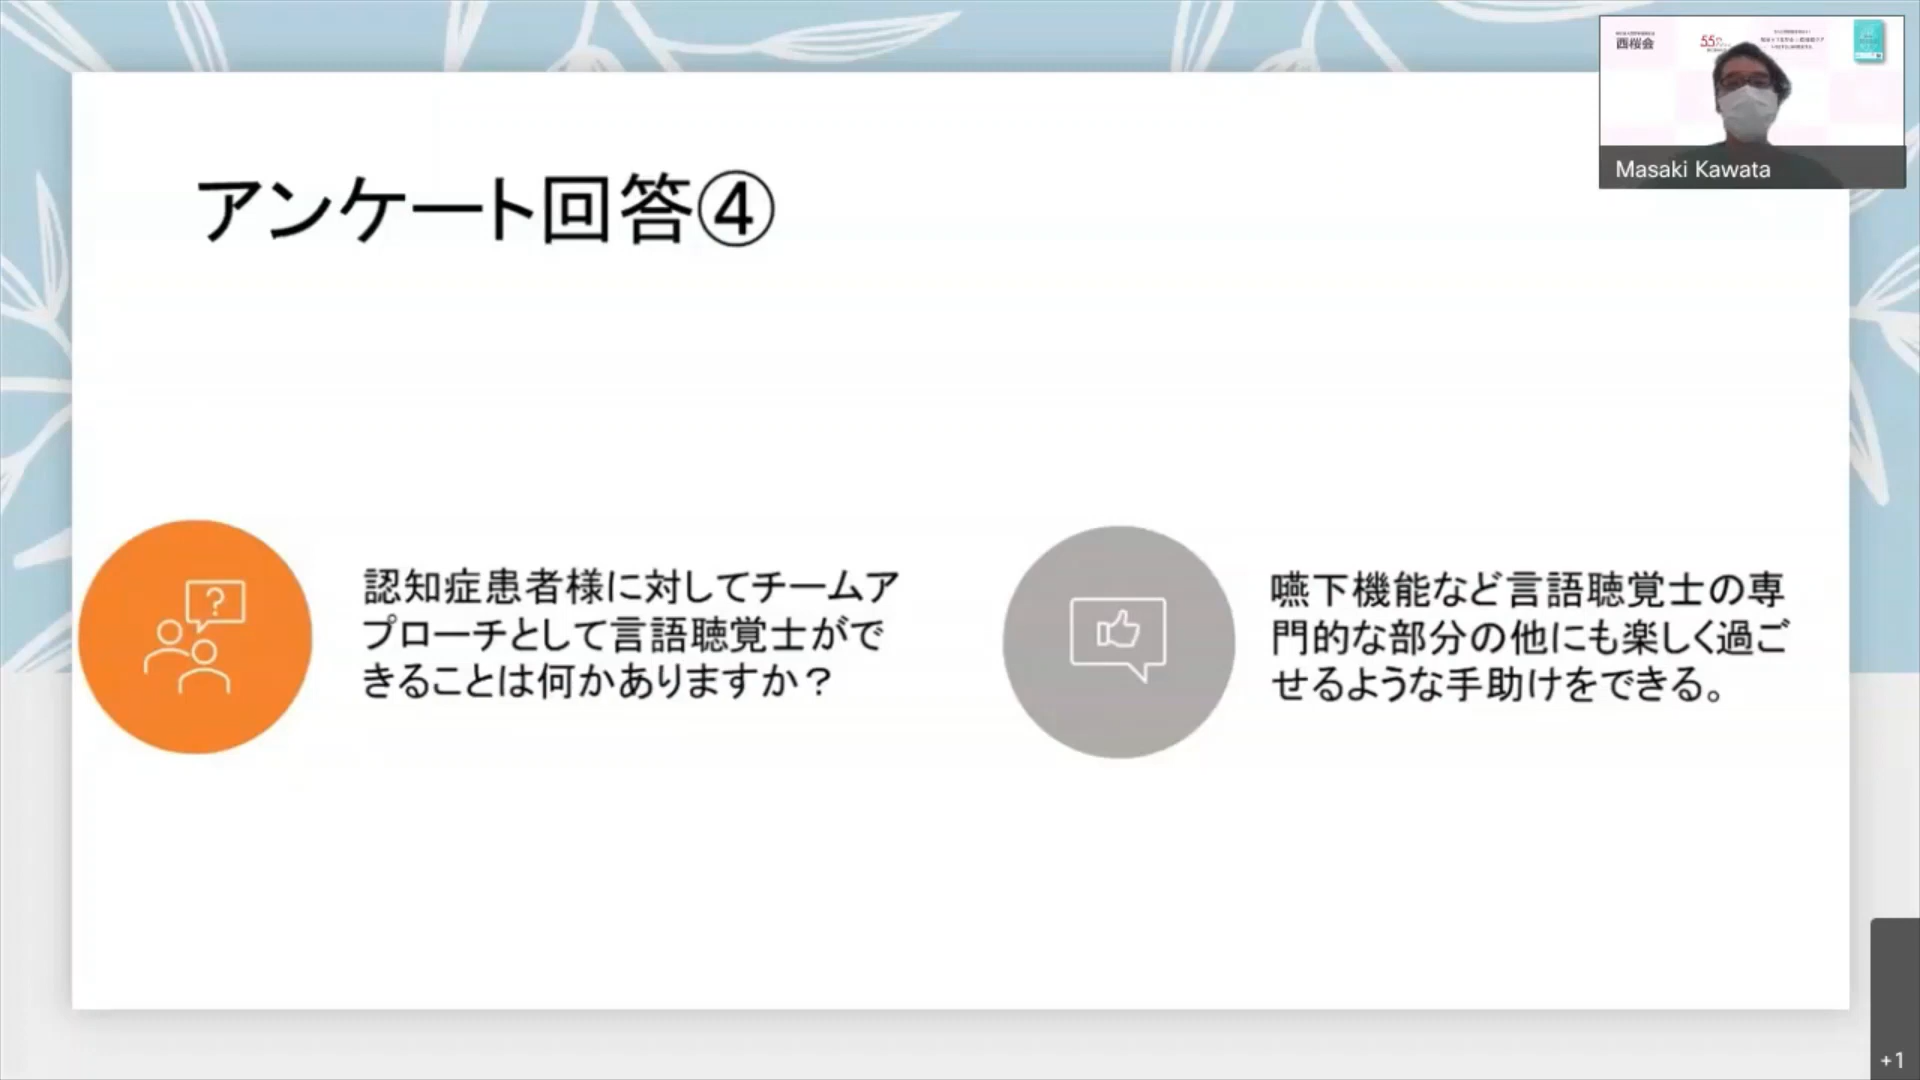 アンケート回答④
認知症患者様に対してチームア
プローチとして言語聴覚士がで
きることは何かありますか？
嚥下機能など言語聴覚士の専
門的な部分の他にも楽しく過ご
せるような手助けをできる。
西桜会
55
Masaki Kawata
+1